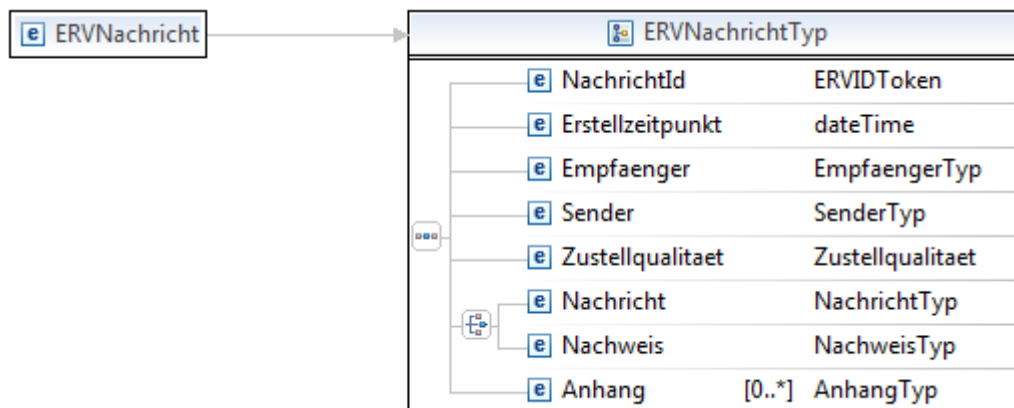 e ERVNachricht
ERVNachrichtTyp
e NachrichtId ERVIDToken
e Erstellzeitpunkt dateTime
e Empfaenger EmpfaengerTyp
e Sender SenderTyp
e Zustellqualitaet Zustellqualitaet
e Nachricht NachrichtTyp
e Nachweis NachweisTyp
e Anhang [0..*] AnhangTyp